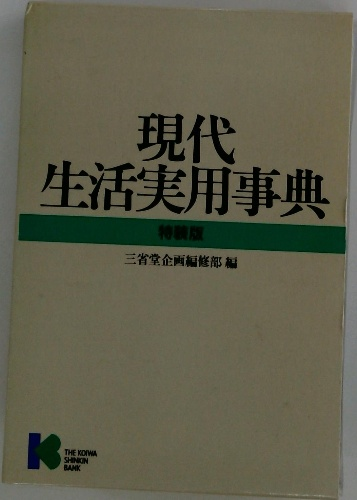 現代
生活実用事典
特装版
三省堂企画編修部 編
THE KOIWA
SHINKIN
BANK